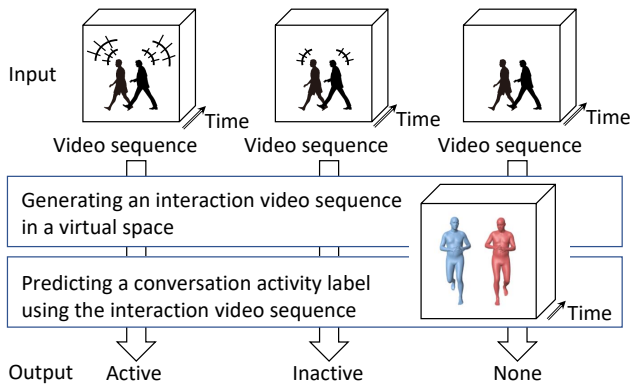 Input
Time
Time
Time
Video sequence
Video sequence
Video sequence
Generating an interaction video sequence
in a virtual space
Predicting a conversation activity label
using the interaction video sequence
Time
Output
Active
Inactive
None